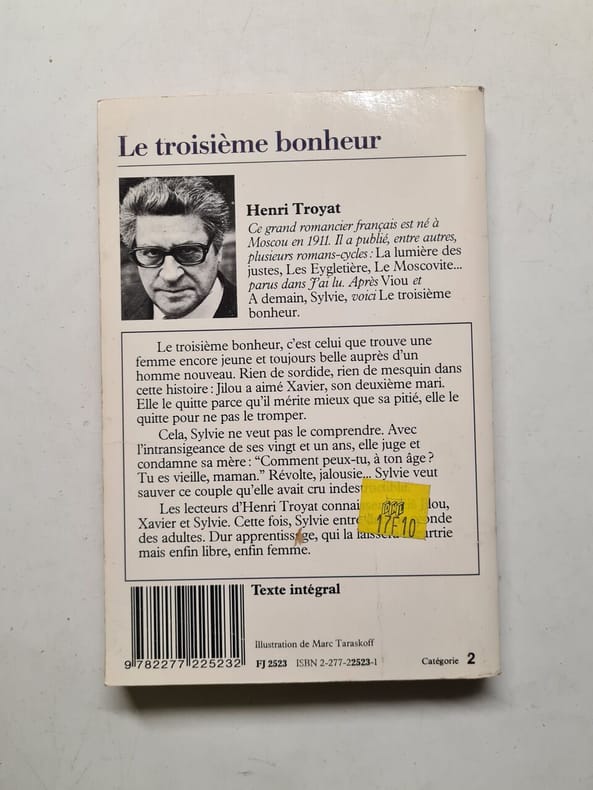 Le troisième bonheur
Henri Troyat
Ce grand romancier français est né à
Moscou en 1911. Il a publié, entre autres,
plusieurs romans-cycles : La lumière des
justes, Les Eygletière, Le Moscovite...
parus dans J'ai lu. Après Viou et
A demain, Sylvie, voici Le troisième
bonheur.
Le troisième bonheur, c'est celui que trouve une
femme encore jeune et toujours belle auprès d'un
homme nouveau. Rien de sordide, rien de mesquin dans
cette histoire : Jilou a aimé Xavier, son deuxième mari.
Elle le quitte parce qu'il mérite mieux que sa pitié, elle le
quitte pour ne pas le tromper.
Cela, Sylvie ne veut pas le comprendre. Avec
l'intransigeance de ses vingt et un ans, elle juge et
condamne sa mère : "Comment peux-tu, à ton âge ?
Tu es vieille, maman." Révolte, jalousie... Sylvie veut
sauver ce couple qu'elle avait cru indestructible.
Les lecteurs d'Henri Troyat
Xavier et Sylvie. Cette fois, Sylvie
des adultes. Dur apprentissage, qui la
mais enfin libre, enfin femme.
17F10
Texte intégral
Illustration de Marc Taraskoff
9 782277 225232
FJ 2523 ISBN 2-277-22523-1
Catégorie 2